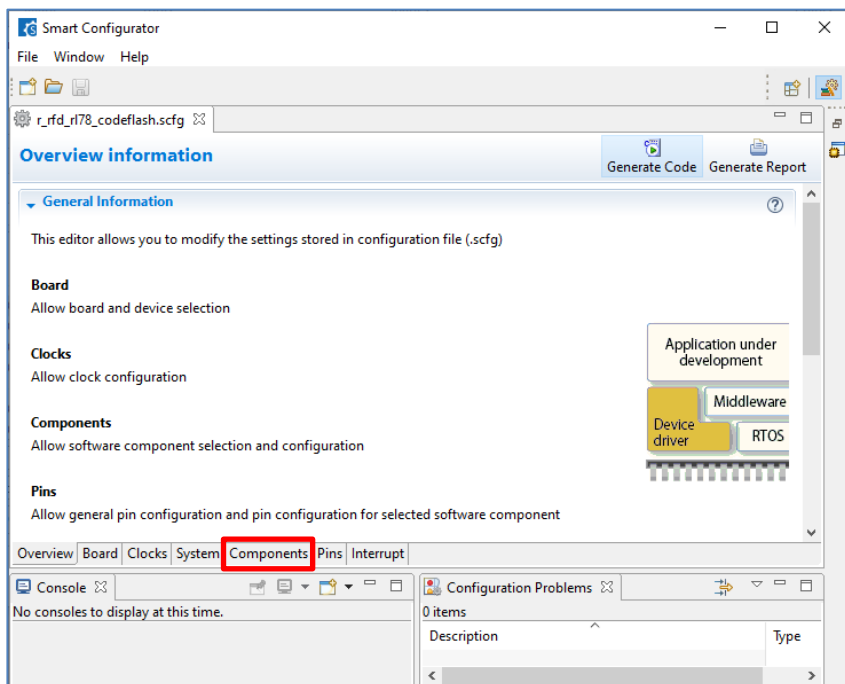 Smart Configurator
File Window Help
r_rfd_rl78_codeflash.scfg
Overview information
Generate Code Generate Report
General Information
This editor allows you to modify the settings stored in configuration file (.scfg)
Board
Allow board and device selection
Clocks
Allow clock configuration
Components
Allow software component selection and configuration
Pins
Allow general pin configuration and pin configuration for selected software component
Application under
development
Middleware
Device
driver
RTOS
Overview Board Clocks System Components Pins Interrupt
Console
No consoles to display at this time.
Configuration Problems
0 items
Description Type